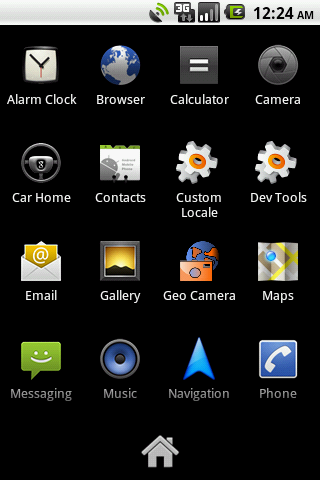 3G 12:24 AM
Alarm Clock Browser Calculator Camera
Car Home Contacts Custom Locale Dev Tools
Email Gallery Geo Camera Maps
Messaging Music Navigation Phone